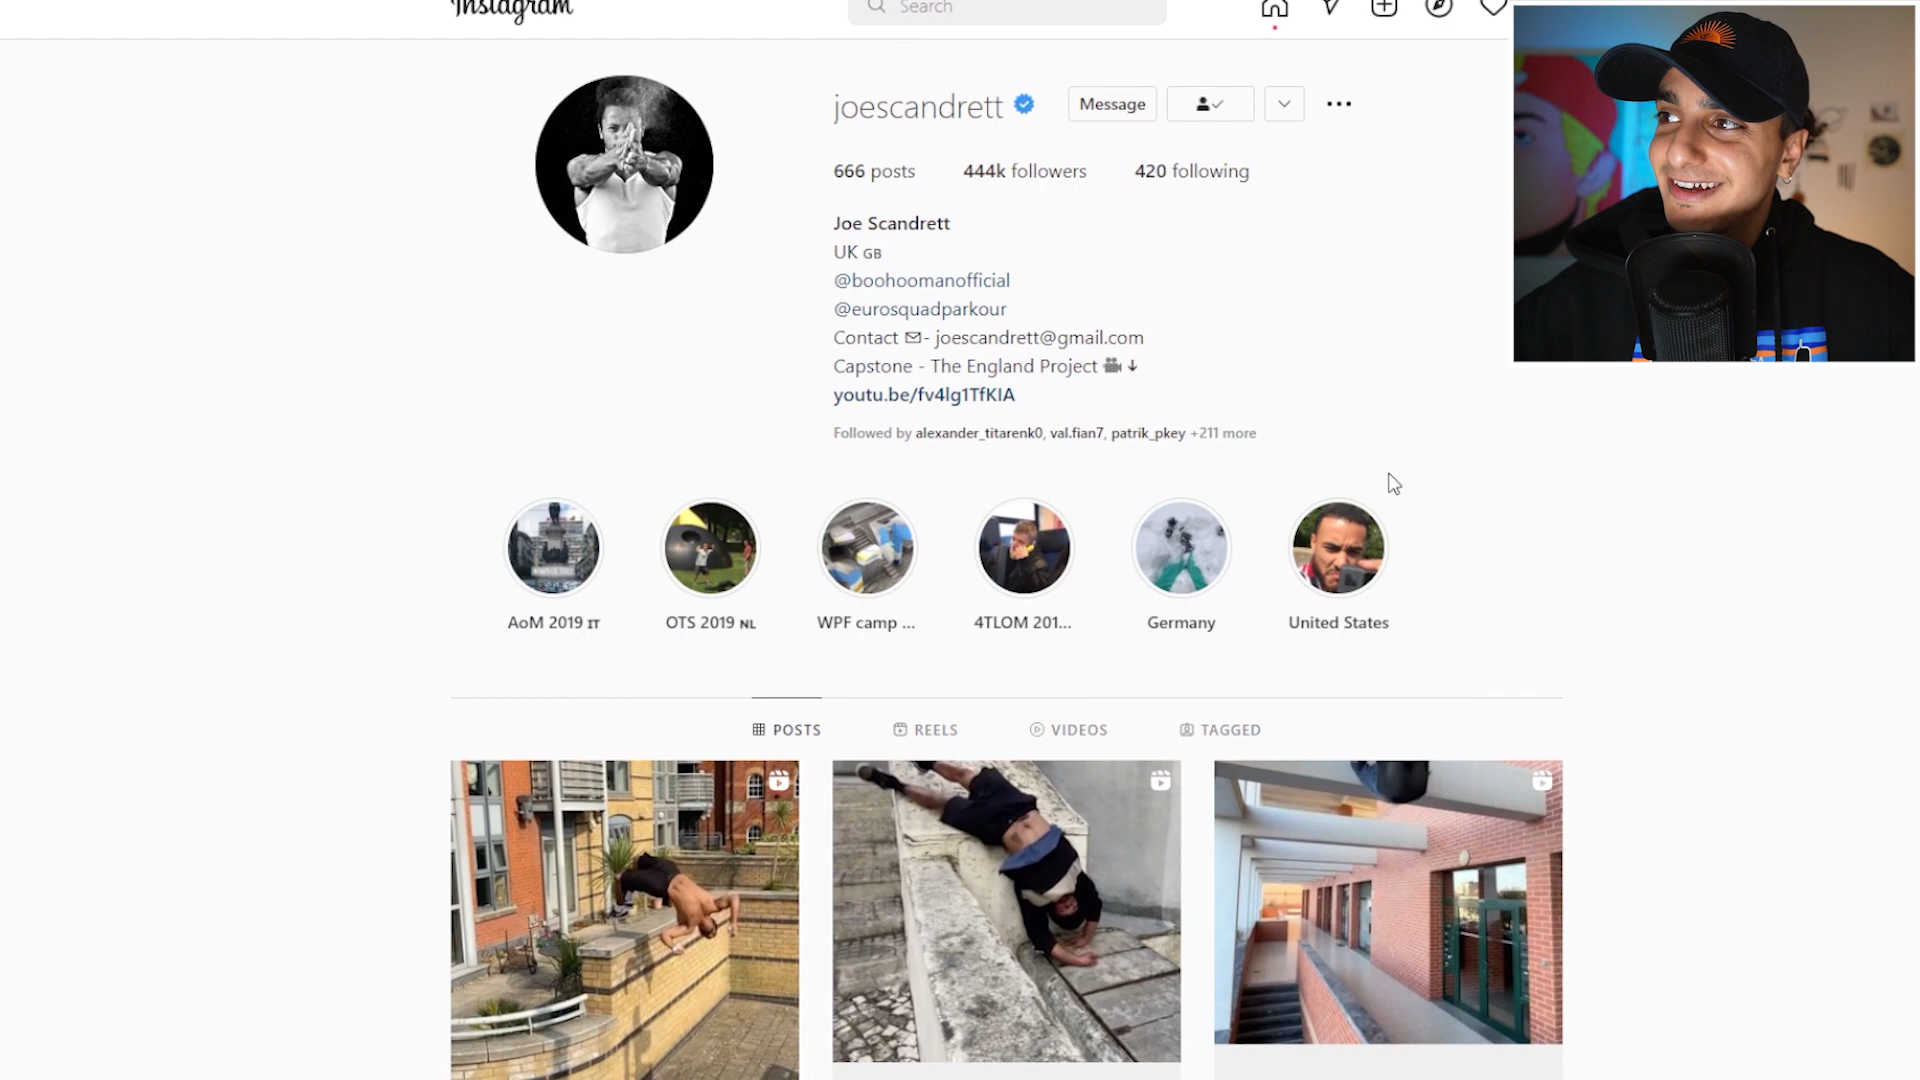 Instagram
Search
joescandrett
Message
666 posts 444k followers 420 following
Joe Scandrett
UK GB
@boohoomanofficial
@eurosquadparkour
Contact ✉- joescandrett@gmail.com
Capstone - The England Project 🎥 ↓
youtu.be/fv4lg1TfKIA
Followed by alexander_titarenk0, val.fian7, patrik_pkey +211 more
AoM 2019 IT
OTS 2019 NL
WPF camp ...
4TLOM 201...
Germany
United States
POSTS
REELS
VIDEOS
TAGGED